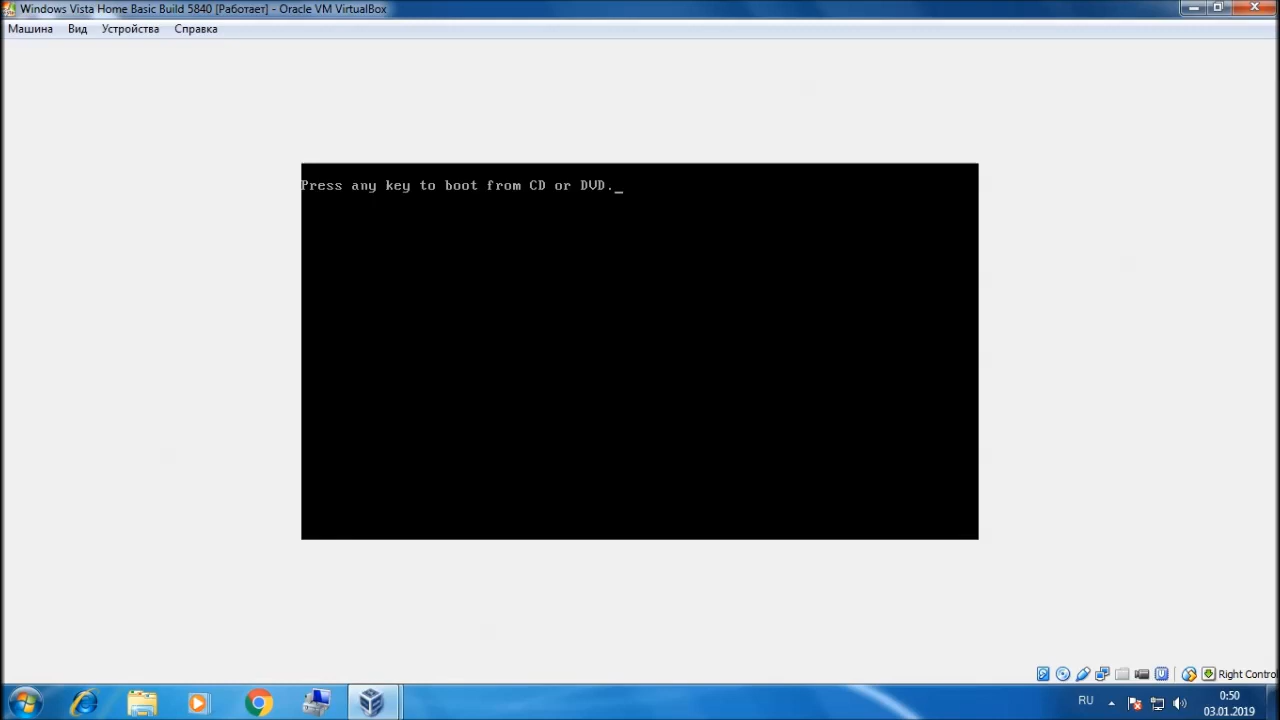 Windows Vista Home Basic Build 5840 [Работает] - Oracle VM VirtualBox
Машина Вид Устройства Справка
Press any key to boot from CD or DVD._
Right Contro
RU
0:50
03.01.2019